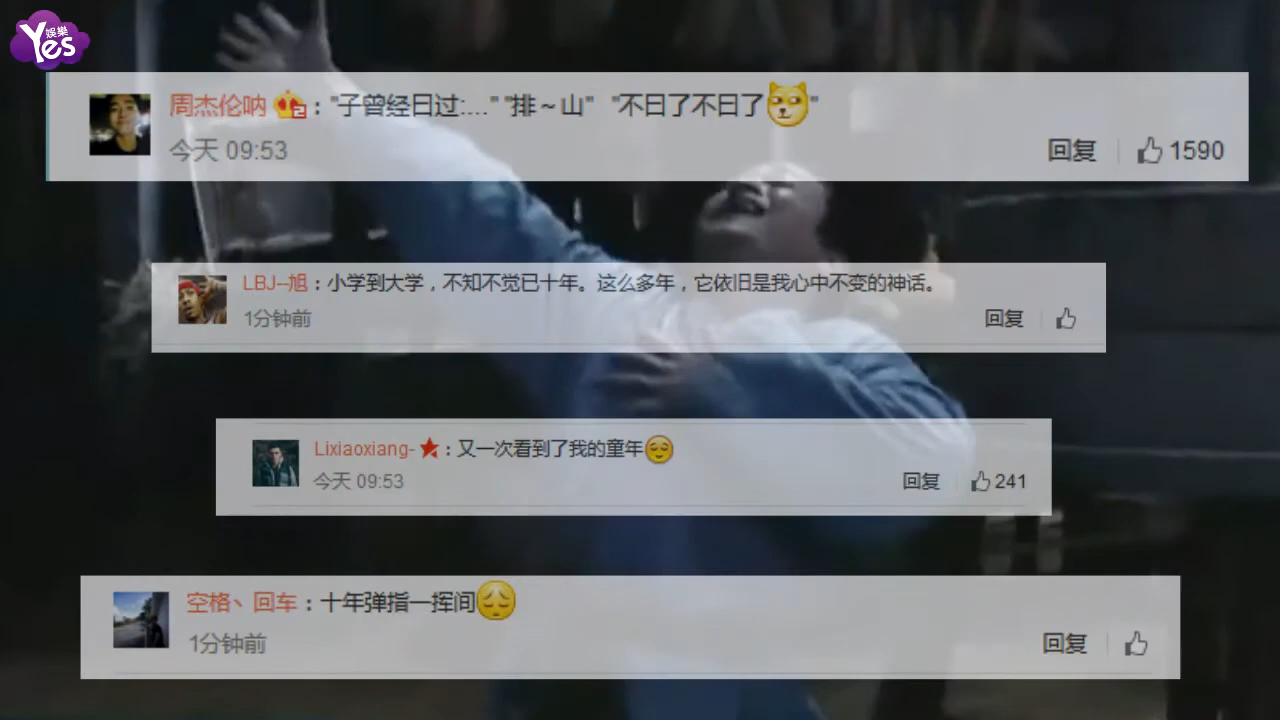 Yes 娱樂
周杰伦呐 2："子曾经日过:..." "排～山" "不日了不日了"
今天 09:53
回复 1590
LBJ--旭：小学到大学，不知不觉已十年。这么多年，它依旧是我心中不变的神话。
1分钟前
回复
Lixiaoxiang-★：又一次看到了我的童年
今天 09:53
回复 241
空格丶回车：十年弹指一挥间
1分钟前
回复